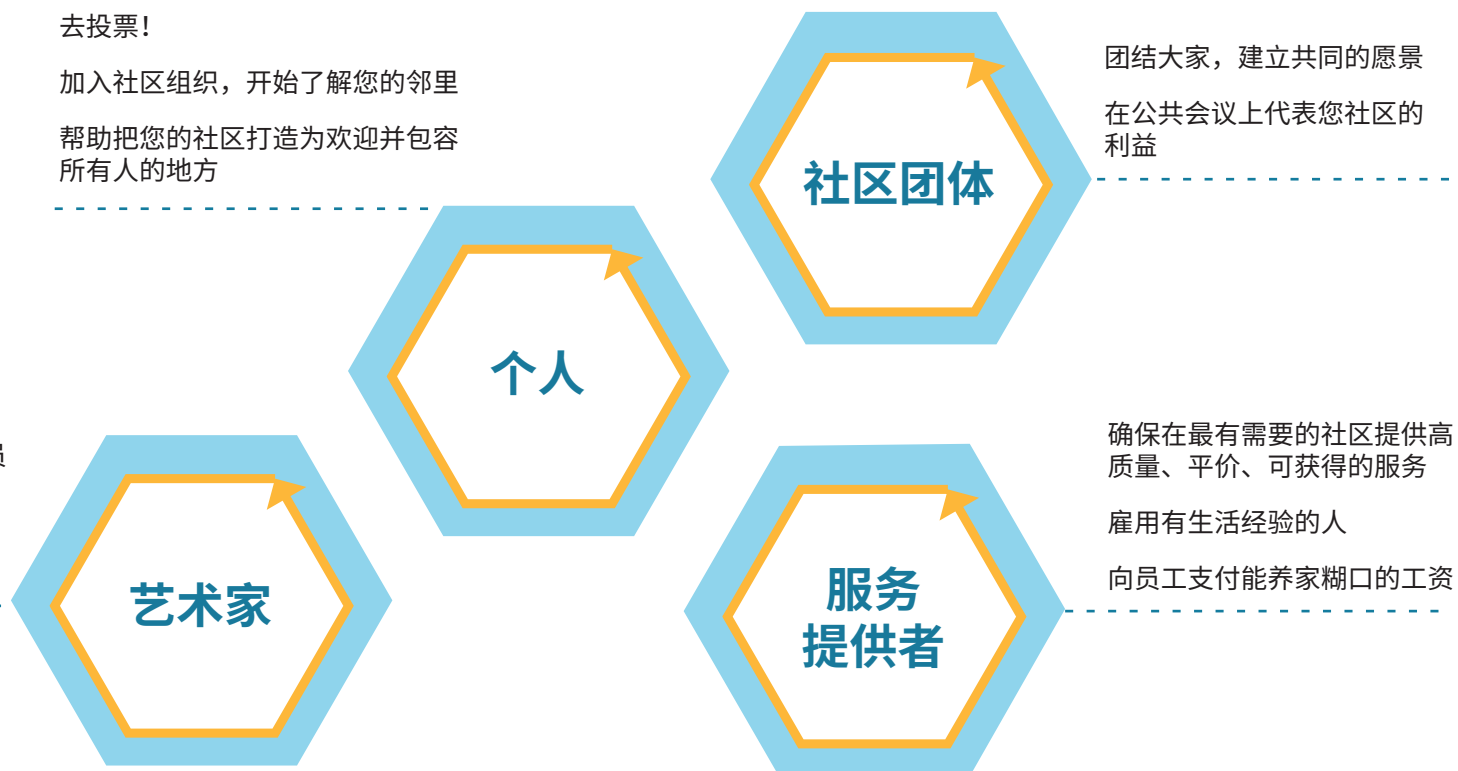 去投票！
加入社区组织，开始了解您的邻里
帮助把您的社区打造为欢迎并包容
所有人的地方
社区团体
团结大家，建立共同的愿景
在公共会议上代表您社区的
利益
个人
艺术家
服务
提供者
确保在最有需要的社区提供高
质量、平价、可获得的服务
雇用有生活经验的人
向员工支付能养家糊口的工资